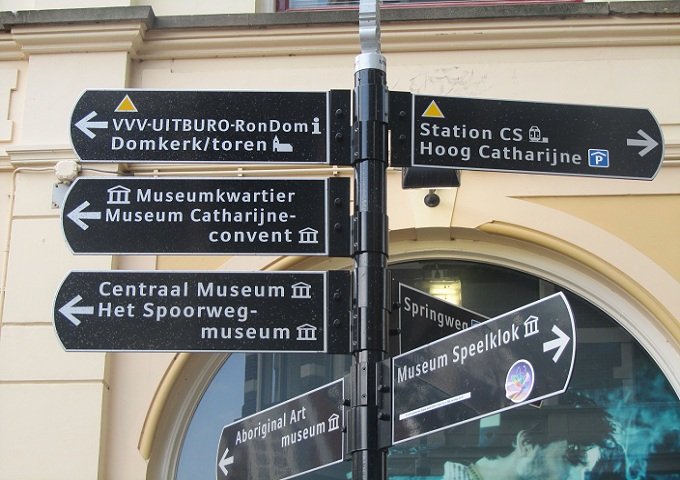 VVV-UITBURO-RonDom i
Domkerk/toren
Station CS
Hoog Catharijne P
Museumkwartier
Museum Catharijne-
convent
Centraal Museum
Het Spoorweg-
museum
Springweg
Museum Speelklok
Aboriginal Art
museum